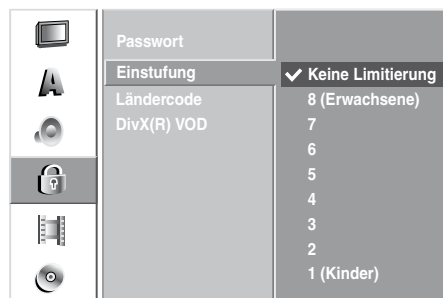 Passwort
Einstufung
Ländercode
DivX(R) VOD
Keine Limitierung
8 (Erwachsene)
7
6
5
4
3
2
1 (Kinder)